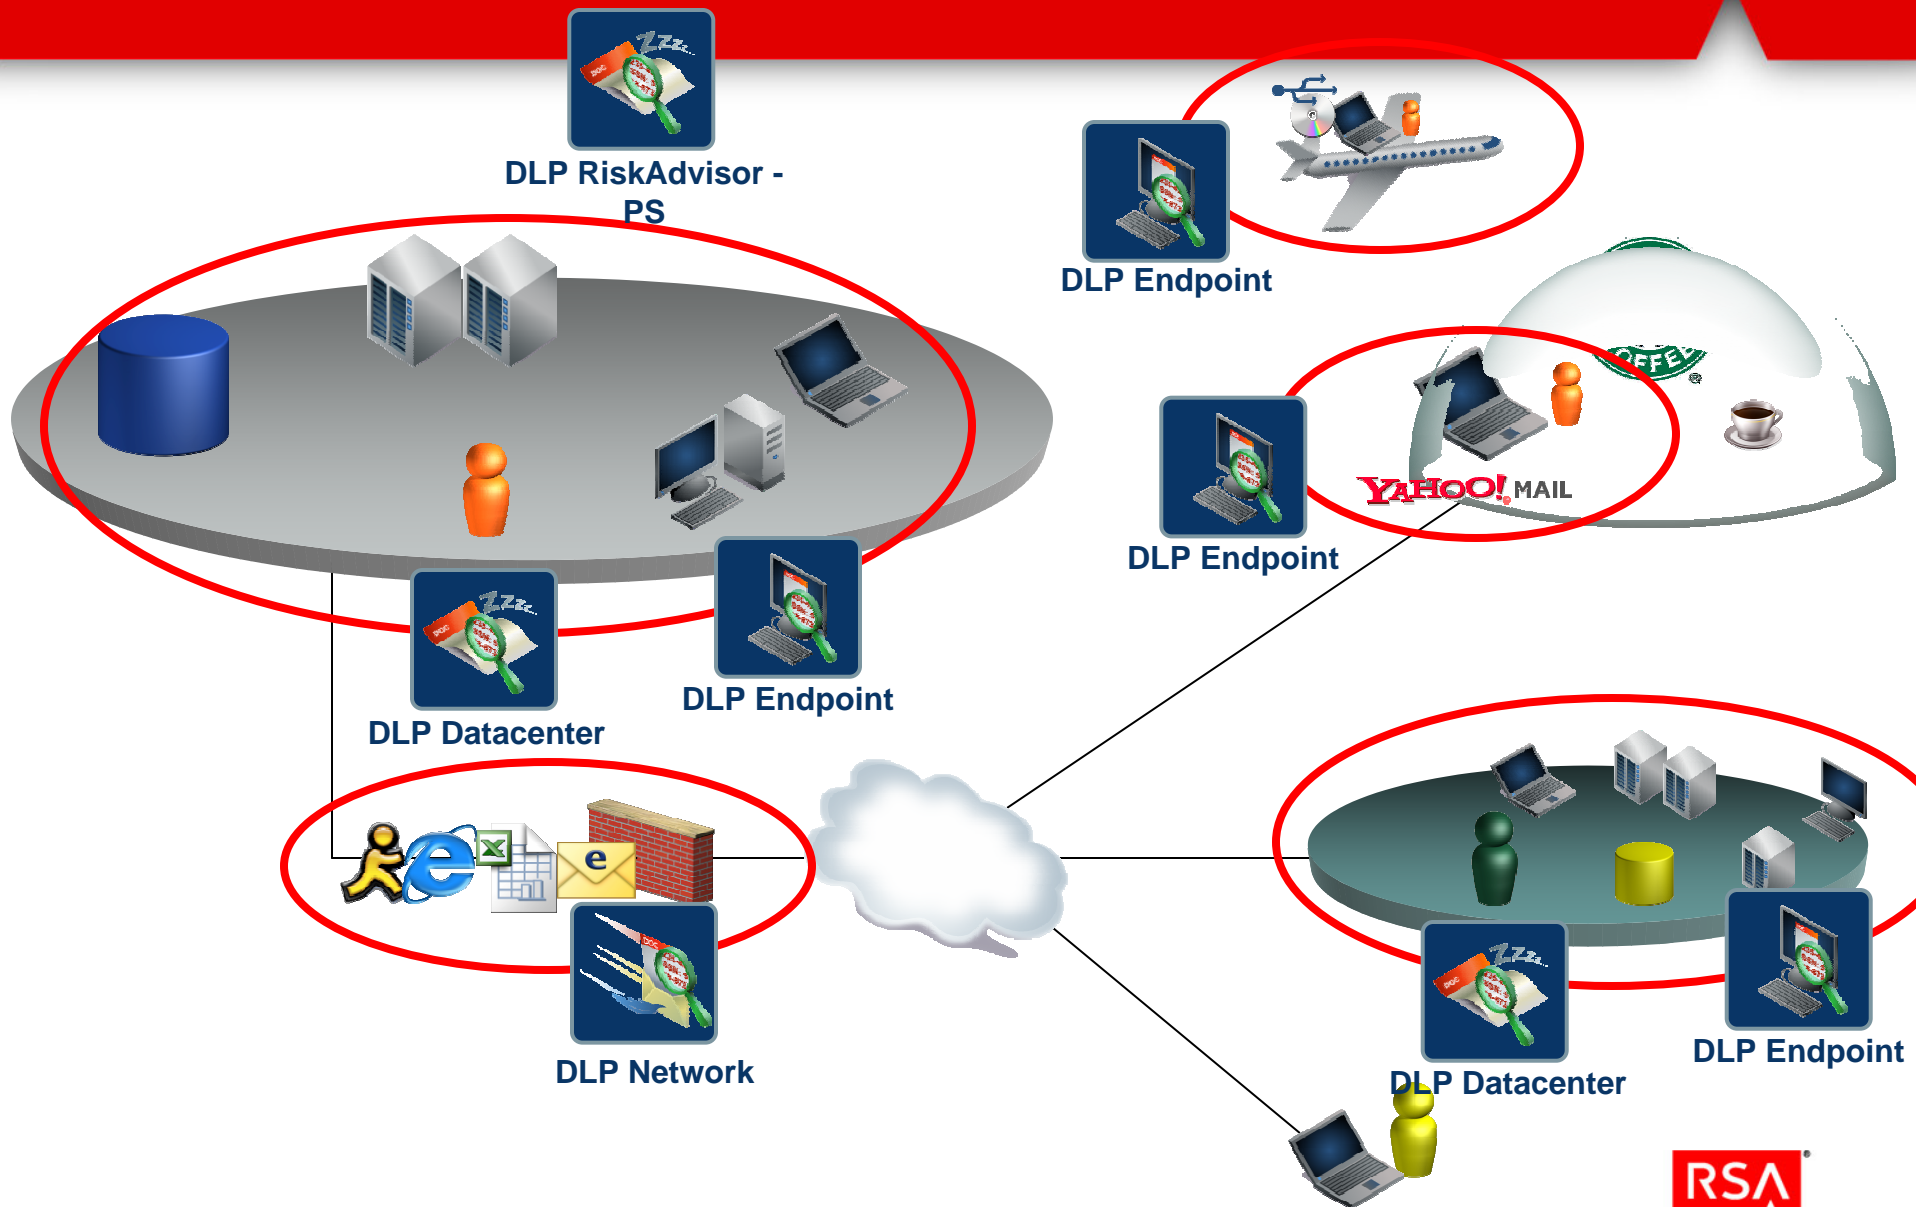 DLP RiskAdvisor -
PS
DLP Endpoint
YAHOO! MAIL
DLP Endpoint
DLP Endpoint
DLP Datacenter
e
DLP Network
DLP Endpoint
DLP Datacenter
RSA